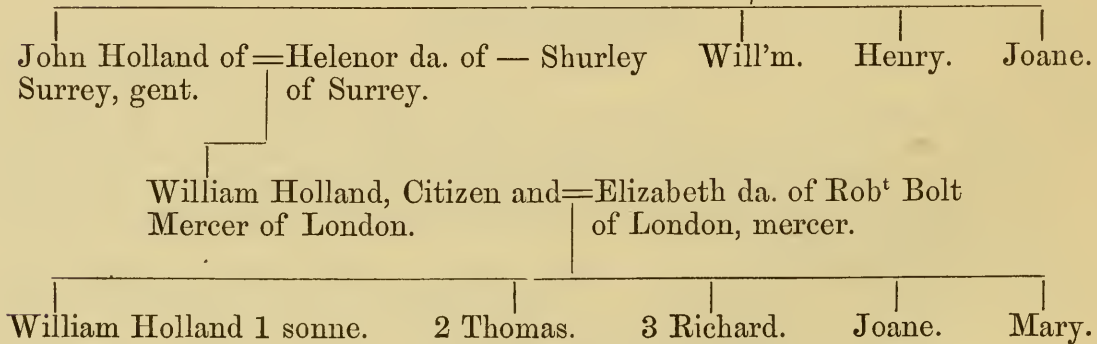 John Holland of=Helenor da. of — Shurley Will'm. Henry. Joane.
Surrey, gent. of Surrey.
William Holland, Citizen and=Elizabeth da. of Robᵗ Bolt
Mercer of London. of London, mercer.
William Holland 1 sonne. 2 Thomas. 3 Richard. Joane. Mary.